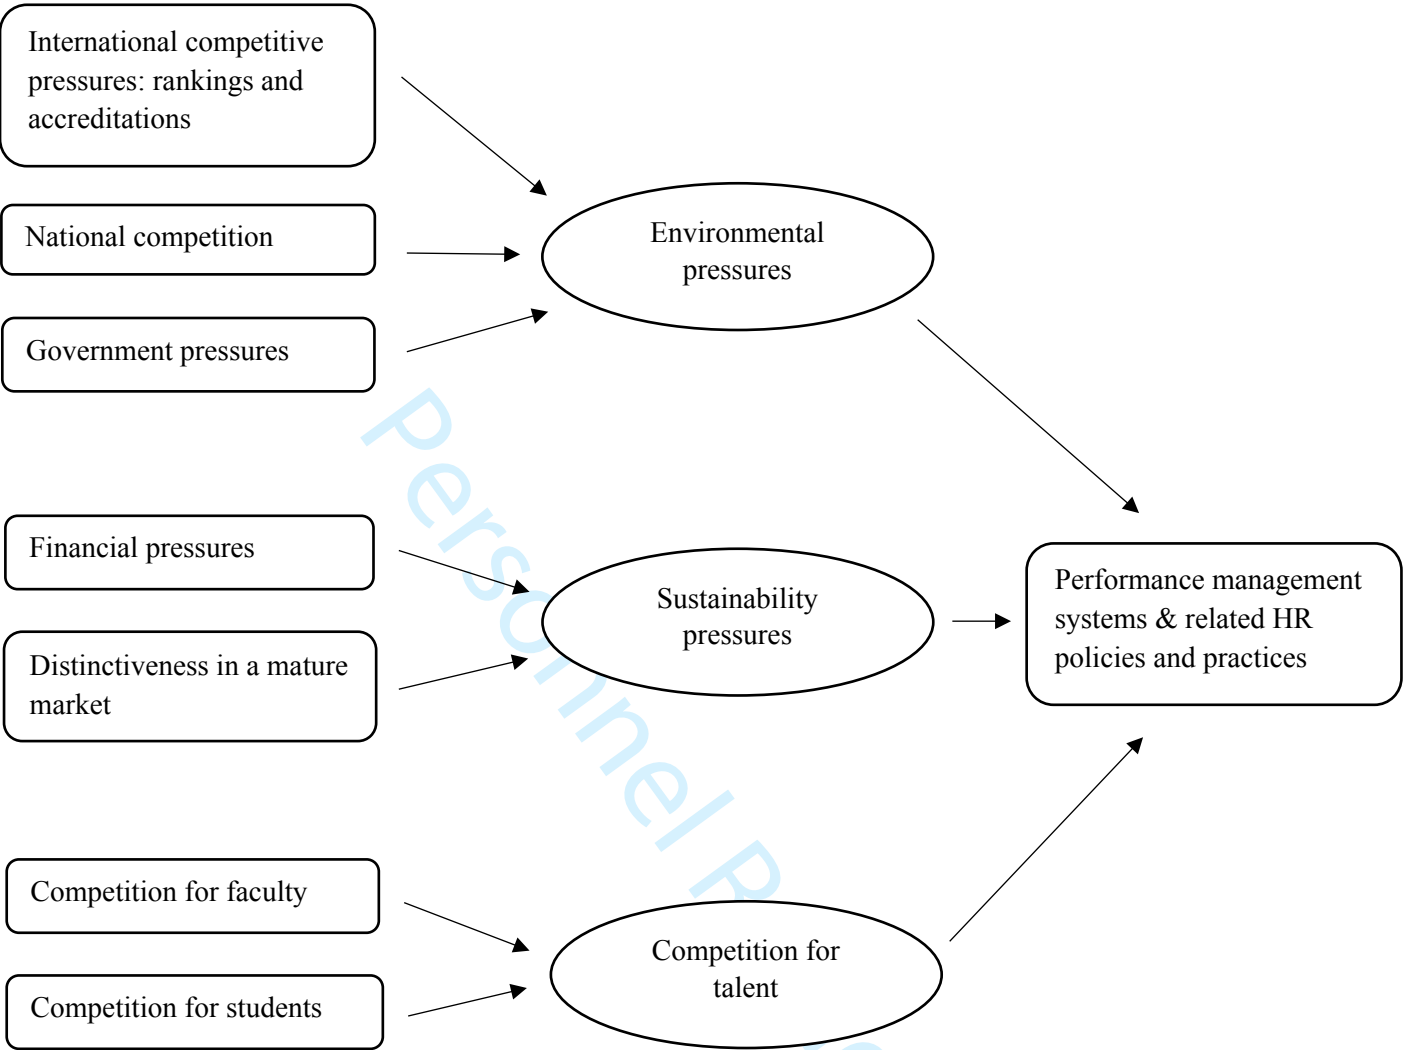 International competitive
pressures: rankings and
accreditations
National competition
Government pressures
Environmental
pressures
Financial pressures
Distinctiveness in a mature
market
Sustainability
pressures
Performance management
systems & related HR
policies and practices
Competition for faculty
Competition for students
Competition for
talent
Personnel R